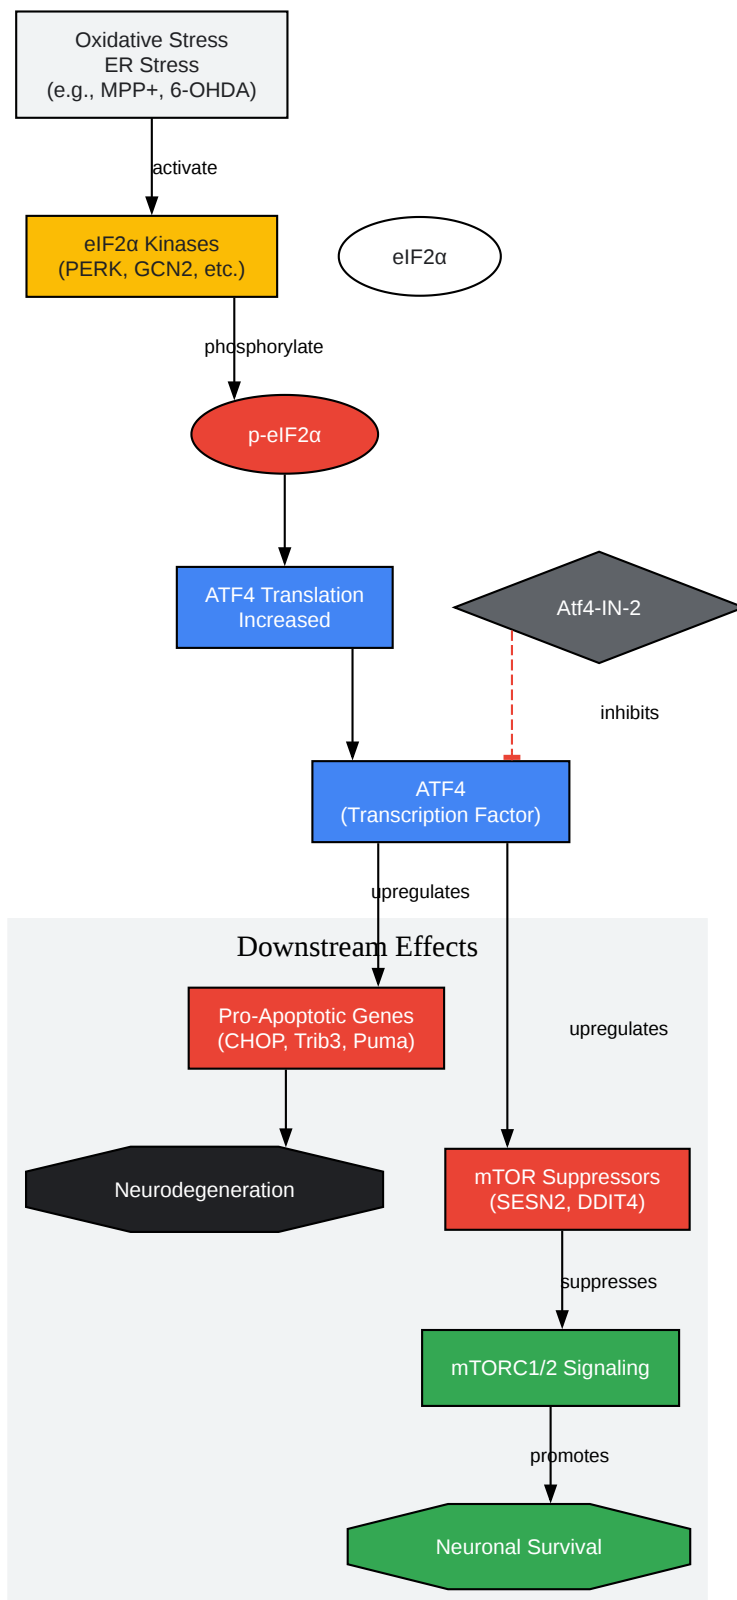 Oxidative Stress
ER Stress
(e.g., MPP+, 6-OHDA)
activate
eIF2α Kinases
(PERK, GCN2, etc.)
eIF2α
phosphorylate
p-eIF2α
ATF4 Translation
Increased
Atf4-IN-2
inhibits
ATF4
(Transcription Factor)
upregulates
Downstream Effects
Pro-Apoptotic Genes
(CHOP, Trib3, Puma)
upregulates
Neurodegeneration
mTOR Suppressors
(SESN2, DDIT4)
suppresses
mTORC1/2 Signaling
promotes
Neuronal Survival